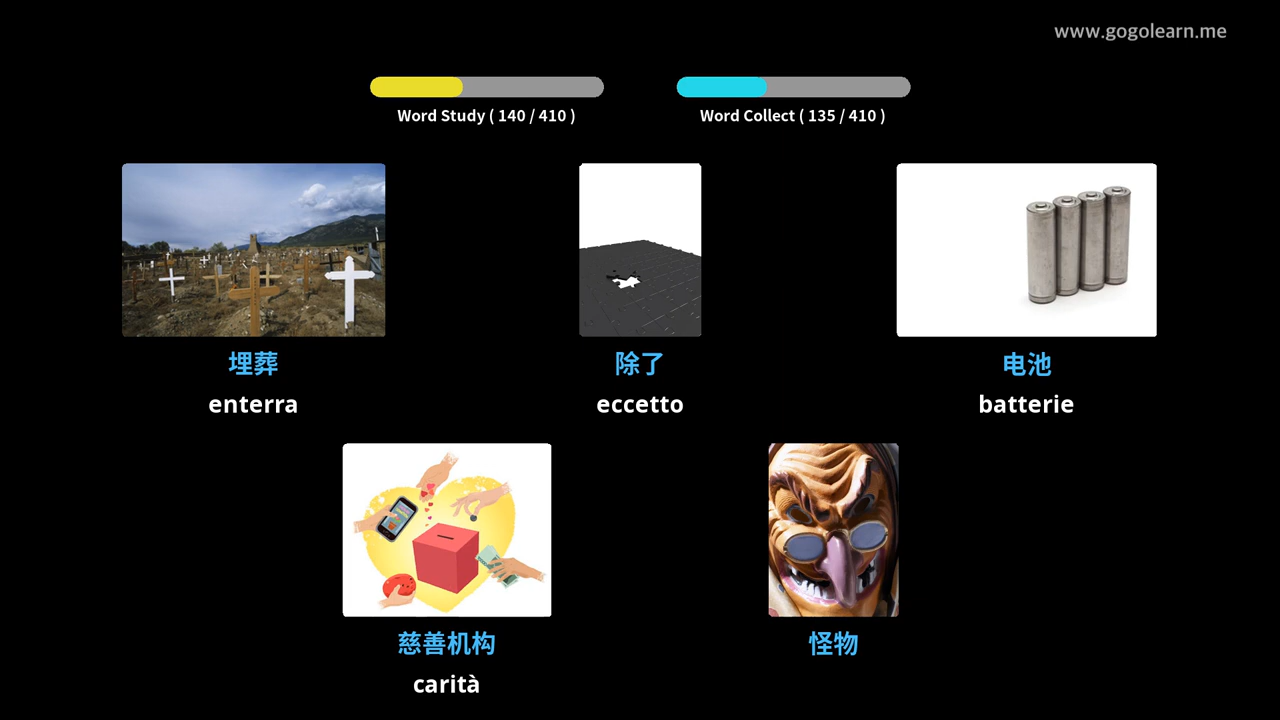 www.gogolearn.me
Word Study ( 140 / 410 )
Word Collect ( 135 / 410 )
埋葬
enterra
除了
eccetto
电池
batterie
慈善机构
carità
怪物